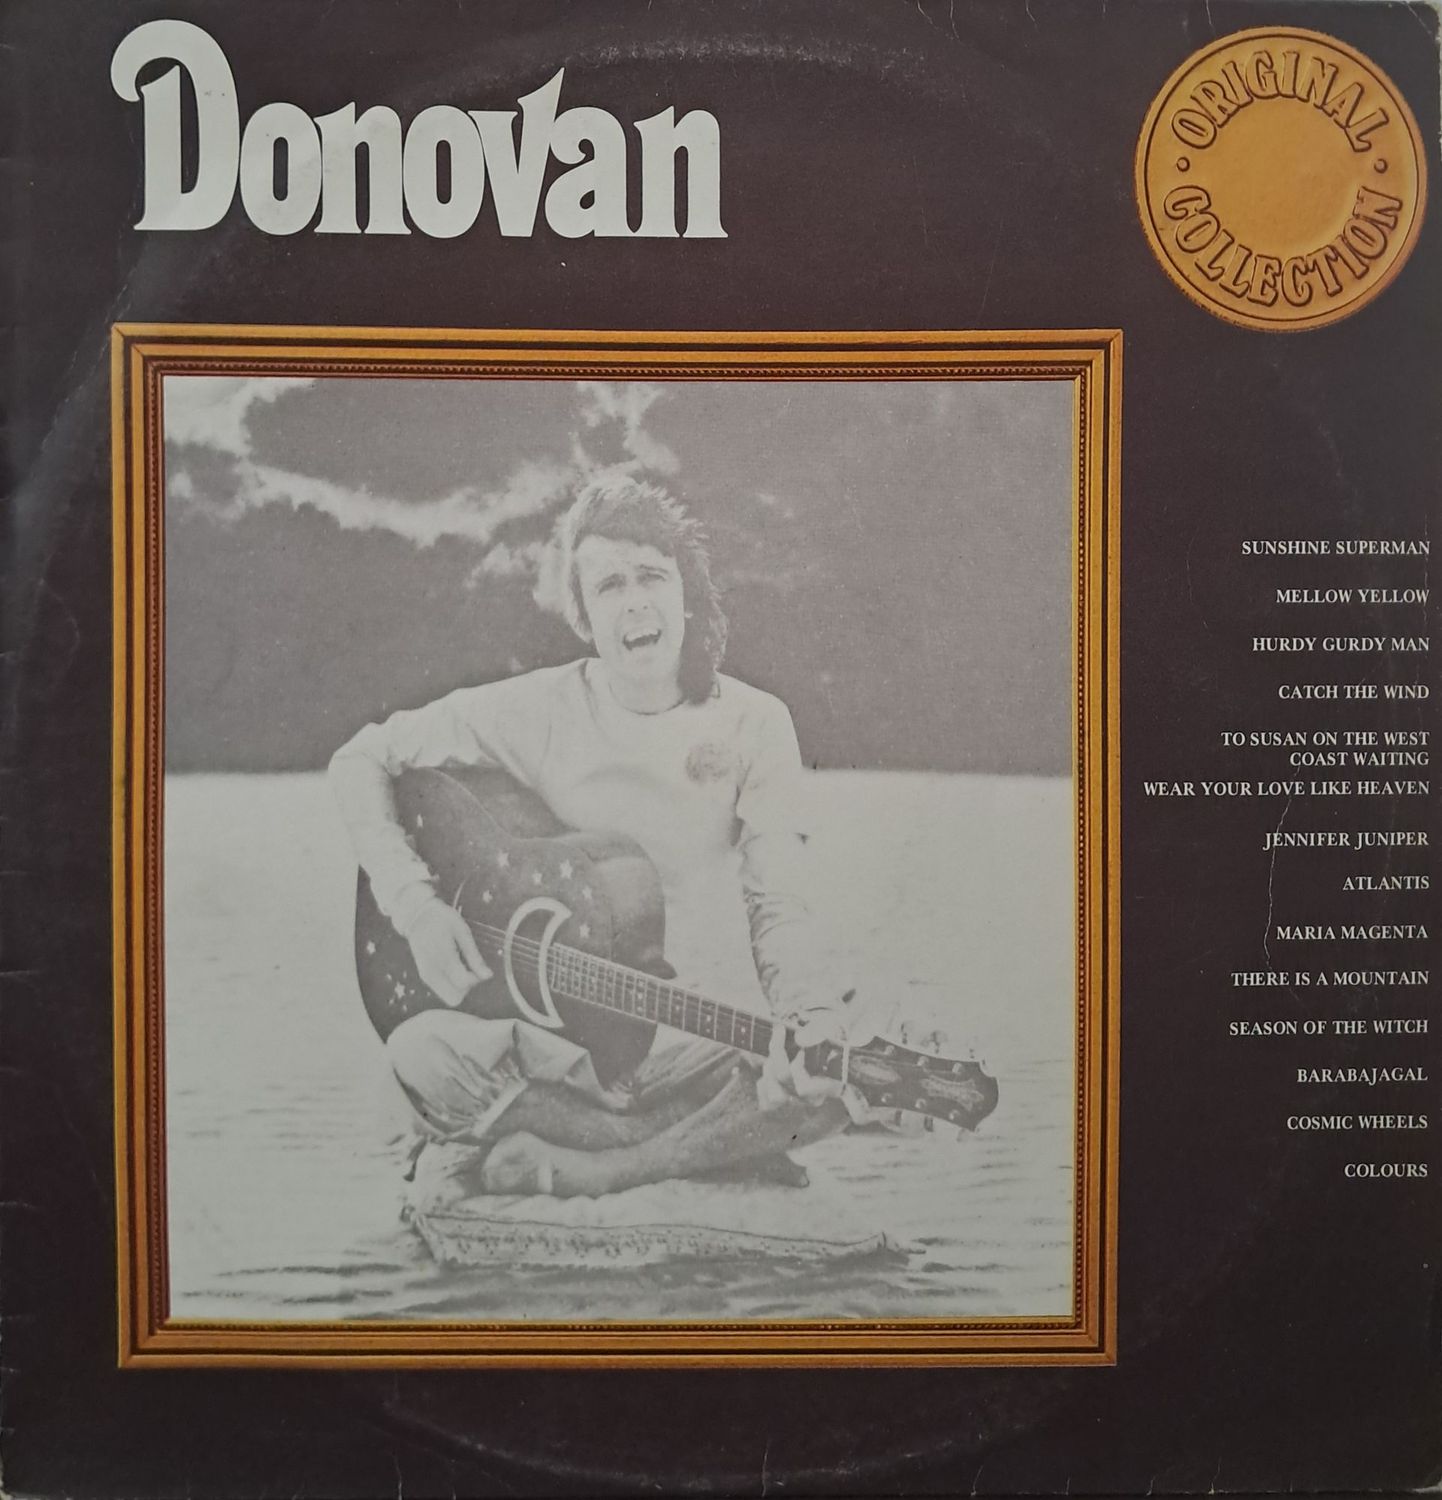 Donovan
ORIGINAL
COLLECTION
SUNSHINE SUPERMAN
MELLOW YELLOW
HURDY GURDY MAN
CATCH THE WIND
TO SUSAN ON THE WEST
COAST WAITING
WEAR YOUR LOVE LIKE HEAVEN
JENNIFER JUNIPER
ATLANTIS
MARIA MAGENTA
THERE IS A MOUNTAIN
SEASON OF THE WITCH
BARABAJAGAL
COSMIC WHEELS
COLOURS